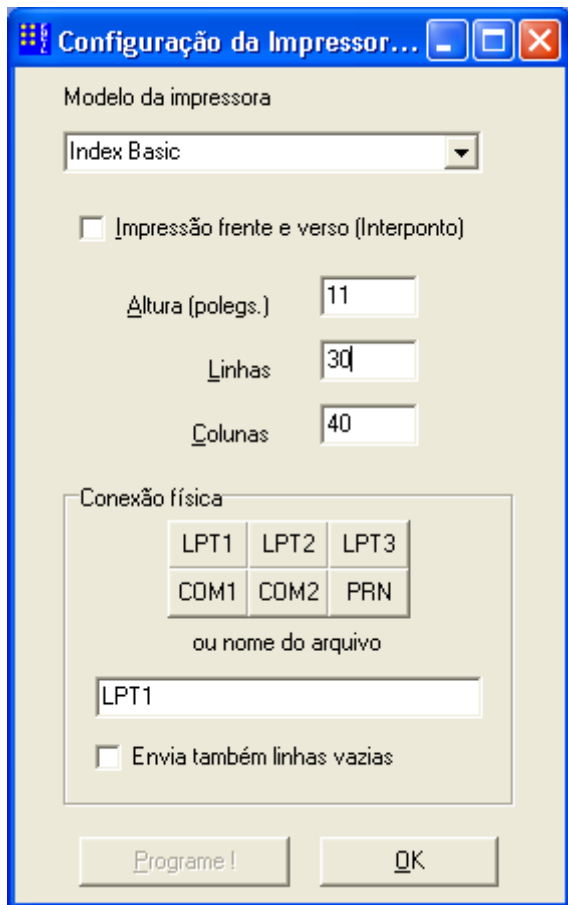 Configuração da Impressor...
Modelo da impressora
Index Basic
Impressão frente e verso (Interponto)
Altura (polegs.) 11
Linhas 30
Colunas 40
Conexão física
LPT1 LPT2 LPT3
COM1 COM2 PRN
ou nome do arquivo
LPT1
Envia também linhas vazias
Programe ! OK